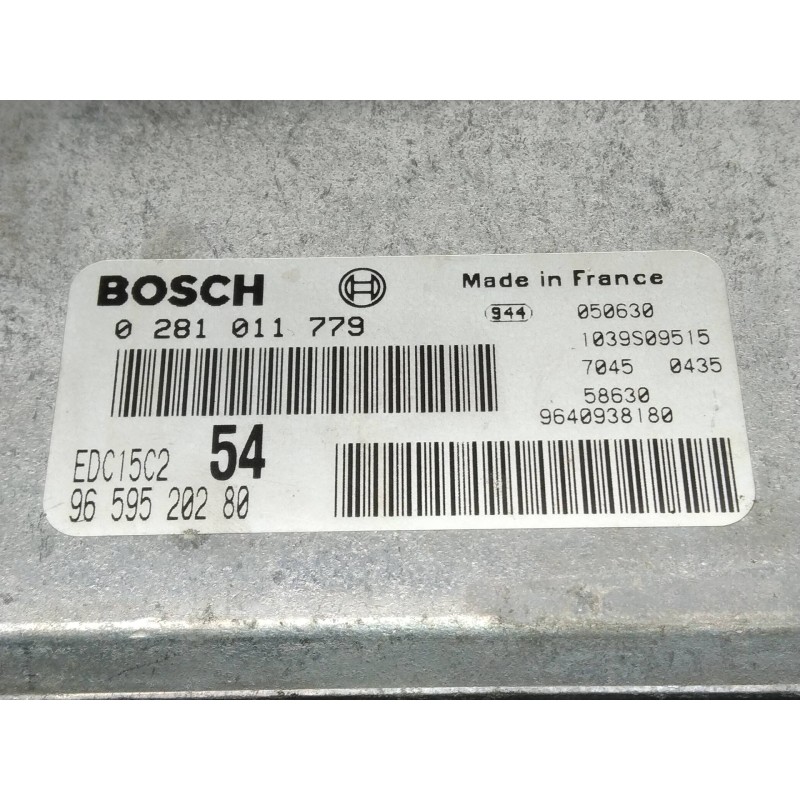 BOSCH
Made in France
0 281 011 779
944 050630
1039S09515
7045 0435
58630
9640938180
EDC15C2 54
96 595 202 80